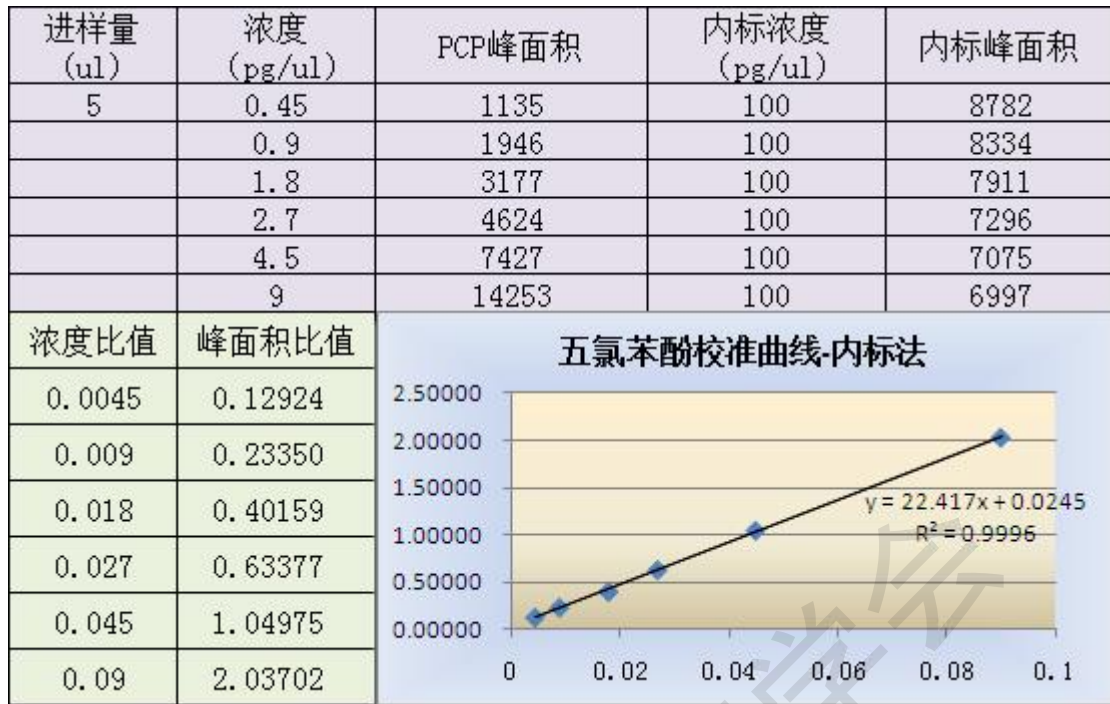 进样量 (ul) 浓度 (pg/ul) PCP峰面积 内标浓度 (pg/ul) 内标峰面积
5 0.45 1135 100 8782
0.9 1946 100 8334
1.8 3177 100 7911
2.7 4624 100 7296
4.5 7427 100 7075
9 14253 100 6997
浓度比值 峰面积比值
0.0045 0.12924
0.009 0.23350
0.018 0.40159
0.027 0.63377
0.045 1.04975
0.09 2.03702
五氯苯酚校准曲线-内标法
2.50000
2.00000
1.50000
1.00000
0.50000
0.00000
y = 22.417x + 0.0245
R² = 0.9996
0 0.02 0.04 0.06 0.08 0.1
学会